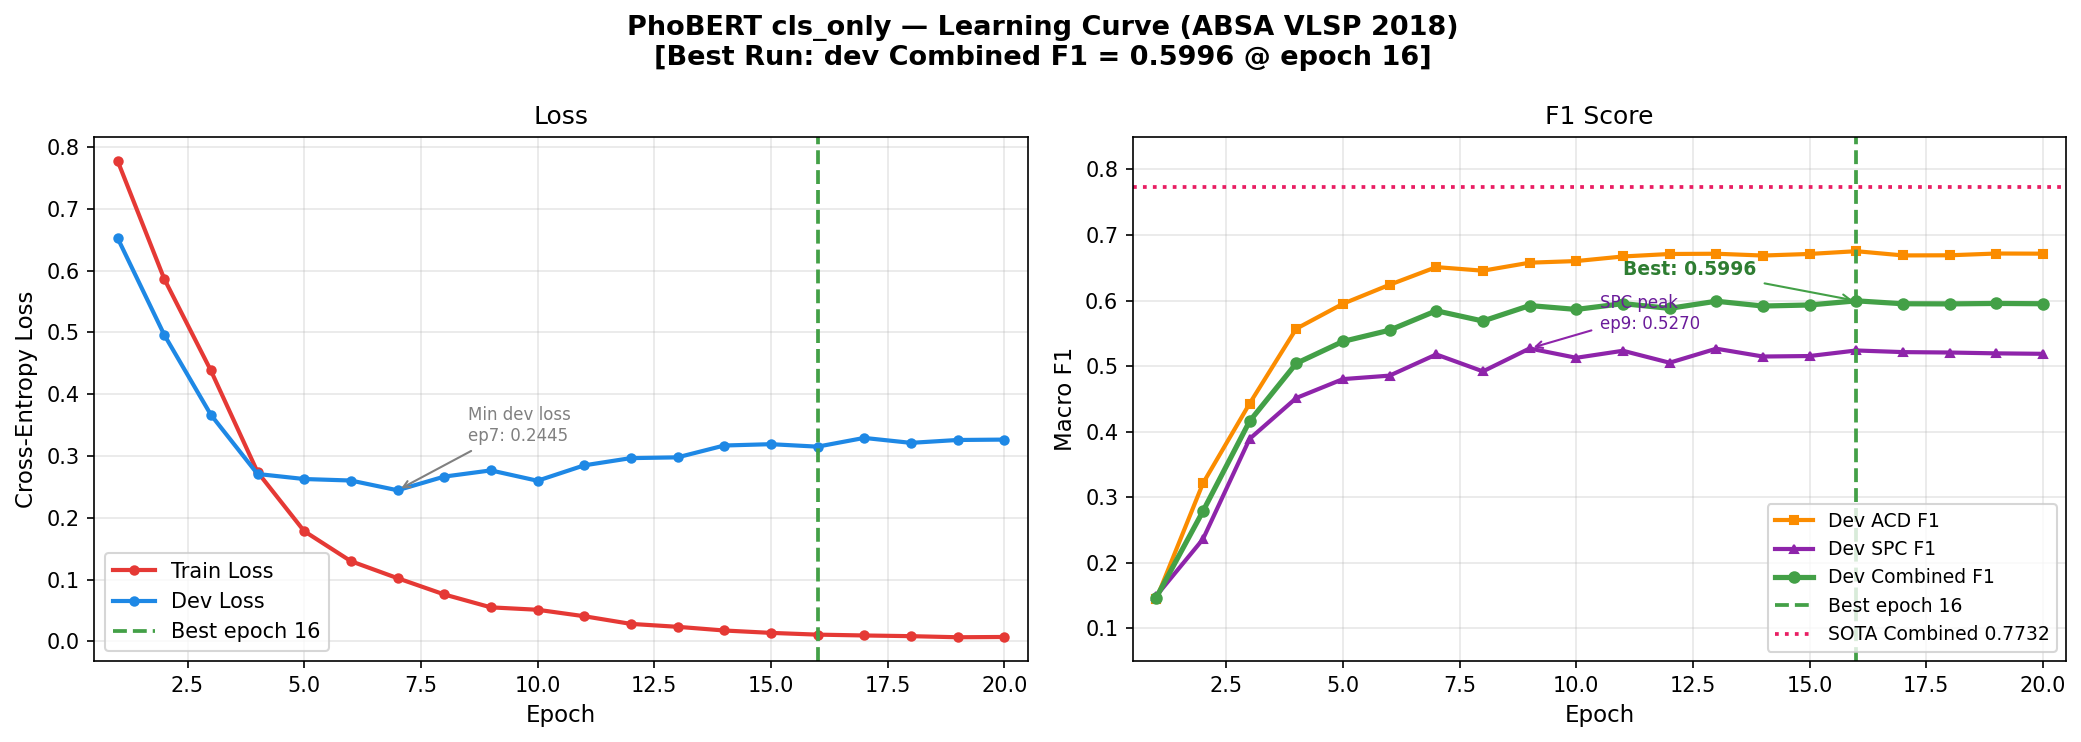 PhoBERT cls_only — Learning Curve (ABSA VLSP 2018)
[Best Run: dev Combined F1 = 0.5996 @ epoch 16]
Loss
Cross-Entropy Loss
0.8
0.7
0.6
0.5
0.4
0.3
0.2
0.1
0.0
Min dev loss
ep7: 0.2445
Train Loss
Dev Loss
Best epoch 16
2.5 5.0 7.5 10.0 12.5 15.0 17.5 20.0
Epoch
F1 Score
Macro F1
0.8
0.7
0.6
0.5
0.4
0.3
0.2
0.1
Best: 0.5996
SPC peak
ep9: 0.5270
Dev ACD F1
Dev SPC F1
Dev Combined F1
Best epoch 16
SOTA Combined 0.7732
2.5 5.0 7.5 10.0 12.5 15.0 17.5 20.0
Epoch